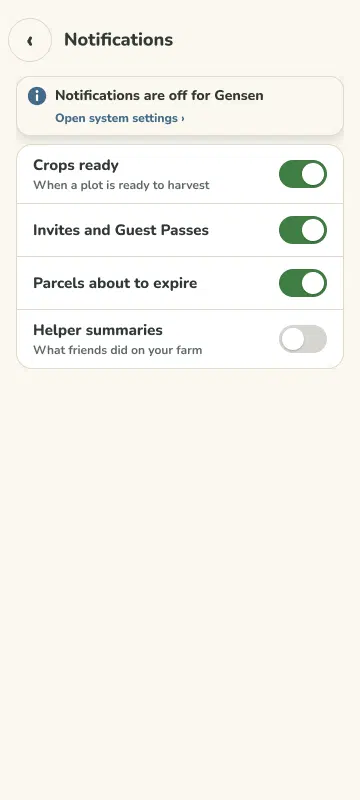 ‹ Notifications
Notifications are off for Gensen
Open system settings ›
Crops ready
When a plot is ready to harvest
Invites and Guest Passes
Parcels about to expire
Helper summaries
What friends did on your farm